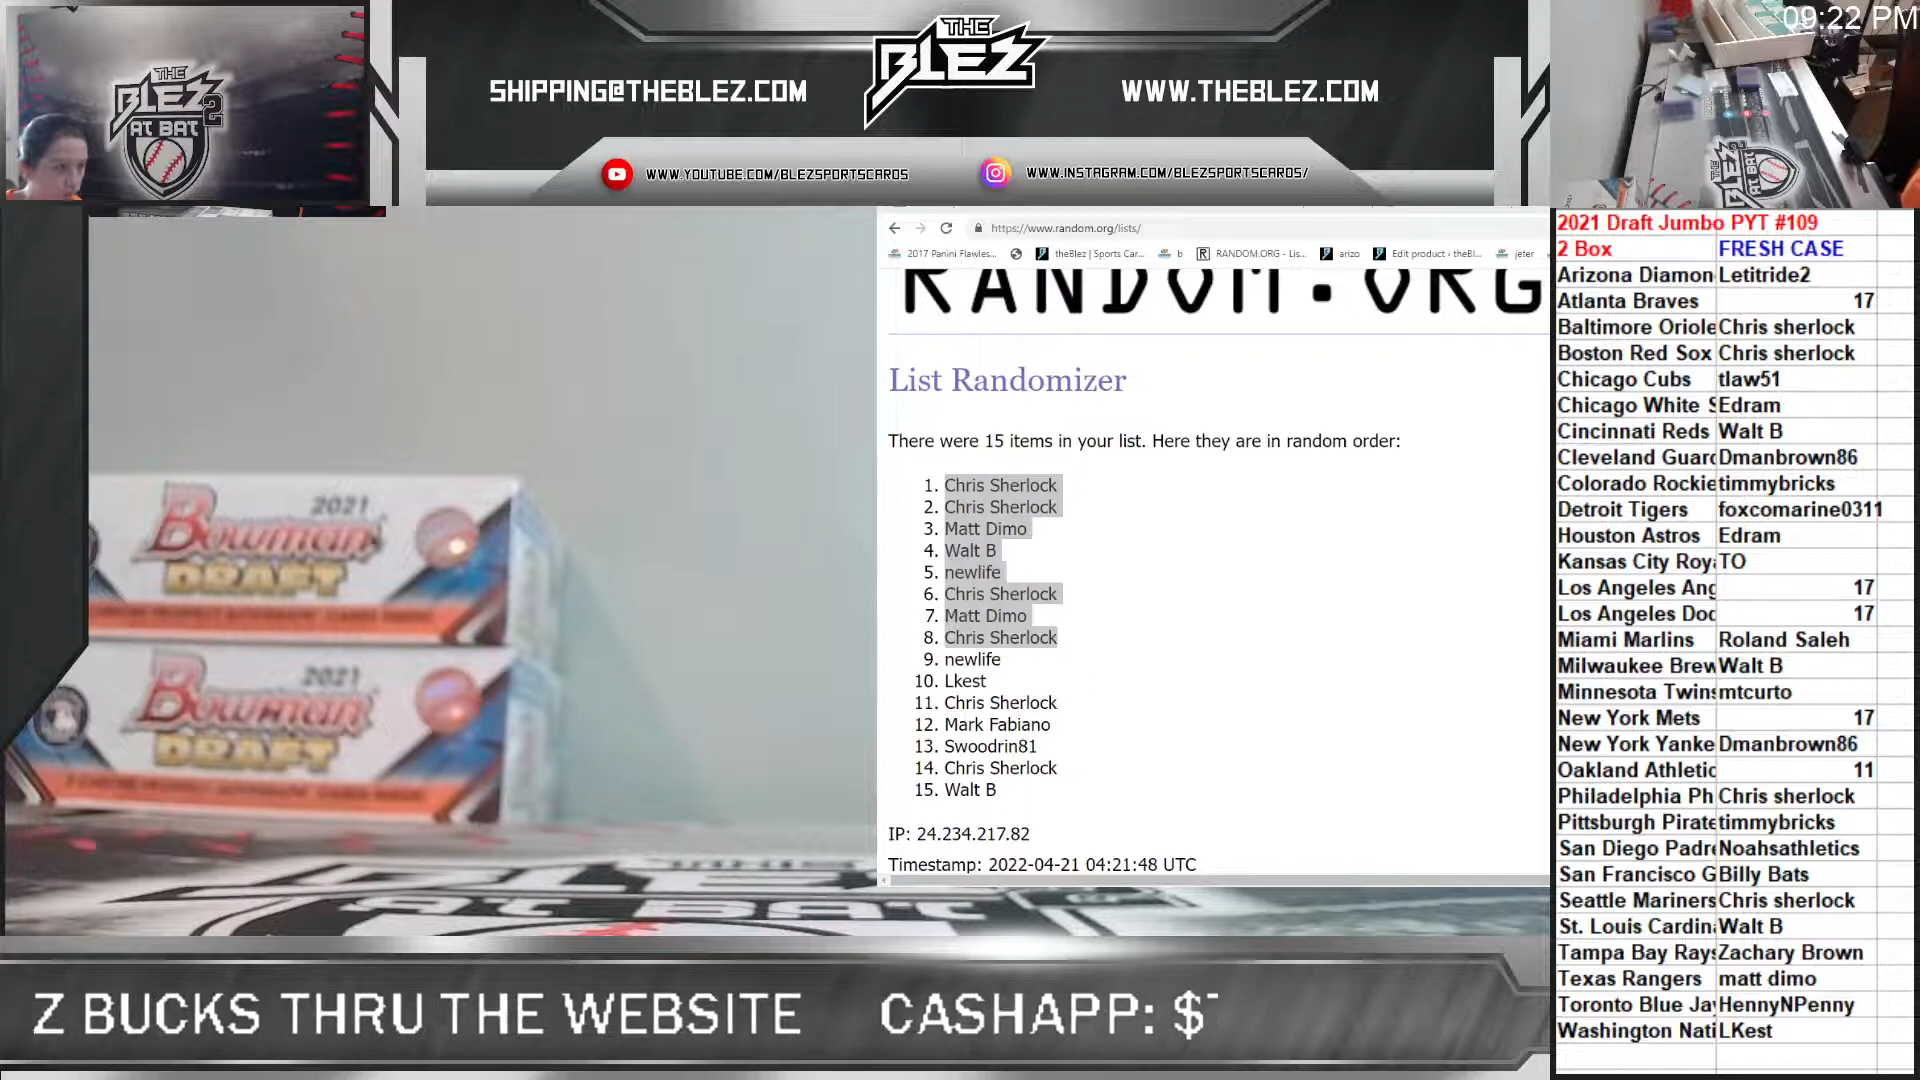 THE
BLEZ 2
AT BAT
SHIPPING@THEBLEZ.COM
THE
BLEZ
WWW.THEBLEZ.COM
09:22 PM
WWW.YOUTUBE.COM/BLEZSPORTSCARDS
WWW.INSTAGRAM.COM/BLEZSPORTSCARDS/
https://www.random.org/lists/
2017 Panini Flawles...
theBlez | Sports Car...
b
RANDOM.ORG - Lis...
arizo
Edit product ‹ theBl...
jeter
RANDOM.ORG
List Randomizer
There were 15 items in your list. Here they are in random order:
1. Chris Sherlock
2. Chris Sherlock
3. Matt Dimo
4. Walt B
5. newlife
6. Chris Sherlock
7. Matt Dimo
8. Chris Sherlock
9. newlife
10. Lkest
11. Chris Sherlock
12. Mark Fabiano
13. Swoodrin81
14. Chris Sherlock
15. Walt B
IP: 24.234.217.82
Timestamp: 2022-04-21 04:21:48 UTC
2021
Bowman
DRAFT
2021
Bowman
DRAFT
BLEZ
AT BAT
2021 Draft Jumbo PYT #109
2 Box FRESH CASE
Arizona Diamon Letitride2
Atlanta Braves 17
Baltimore Oriole Chris sherlock
Boston Red Sox Chris sherlock
Chicago Cubs tlaw51
Chicago White S Edram
Cincinnati Reds Walt B
Cleveland Guard Dmanbrown86
Colorado Rockie timmybricks
Detroit Tigers foxcomarine0311
Houston Astros Edram
Kansas City Roya TO
Los Angeles Ang 17
Los Angeles Dod 17
Miami Marlins Roland Saleh
Milwaukee Brew Walt B
Minnesota Twins mtcurto
New York Mets 17
New York Yanke Dmanbrown86
Oakland Athletic 11
Philadelphia Ph Chris sherlock
Pittsburgh Pirate timmybricks
San Diego Padre Noahsathletics
San Francisco G Billy Bats
Seattle Mariners Chris sherlock
St. Louis Cardina Walt B
Tampa Bay Rays Zachary Brown
Texas Rangers matt dimo
Toronto Blue Jay HennyNPenny
Washington Nati LKest
Z BUCKS THRU THE WEBSITE CASHAPP: $